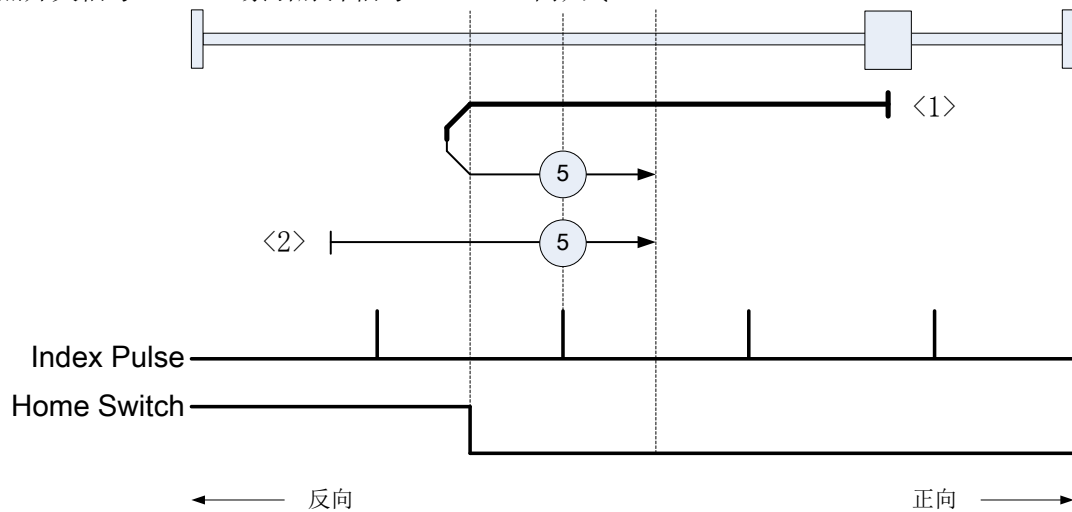 <1>
5
<2>
5
Index Pulse
Home Switch
反向
正向